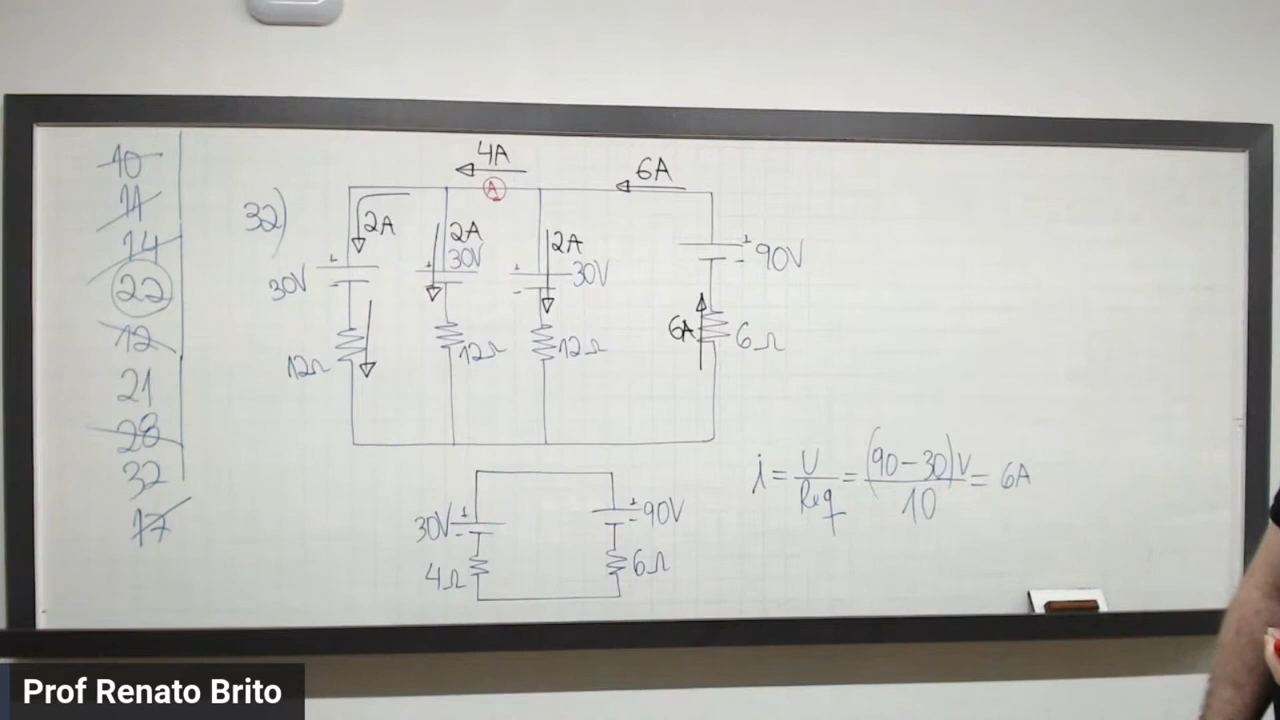 10
11
14
22
12
21
28
32
17
32)
4A
6A
A
2A
2A
2A
30V
30V
30V
+
-
90V
12Ω
12Ω
12Ω
6A
6Ω
30V
+
-
4Ω
+
-
90V
6Ω
i = U/Req = (90-30)V/10 = 6A
Prof Renato Brito